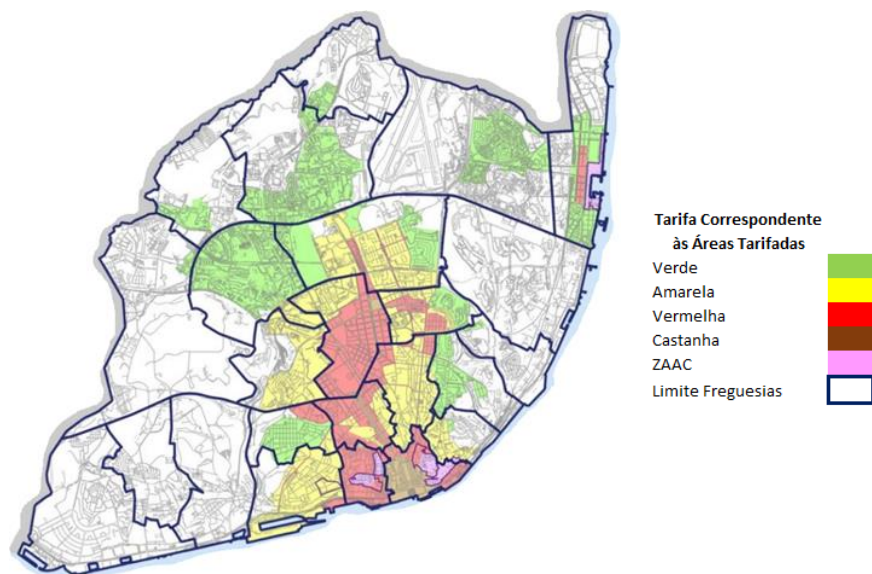 Tarifa Correspondente
às Áreas Tarifadas
Verde
Amarela
Vermelha
Castanha
ZAAC
Limite Freguesias